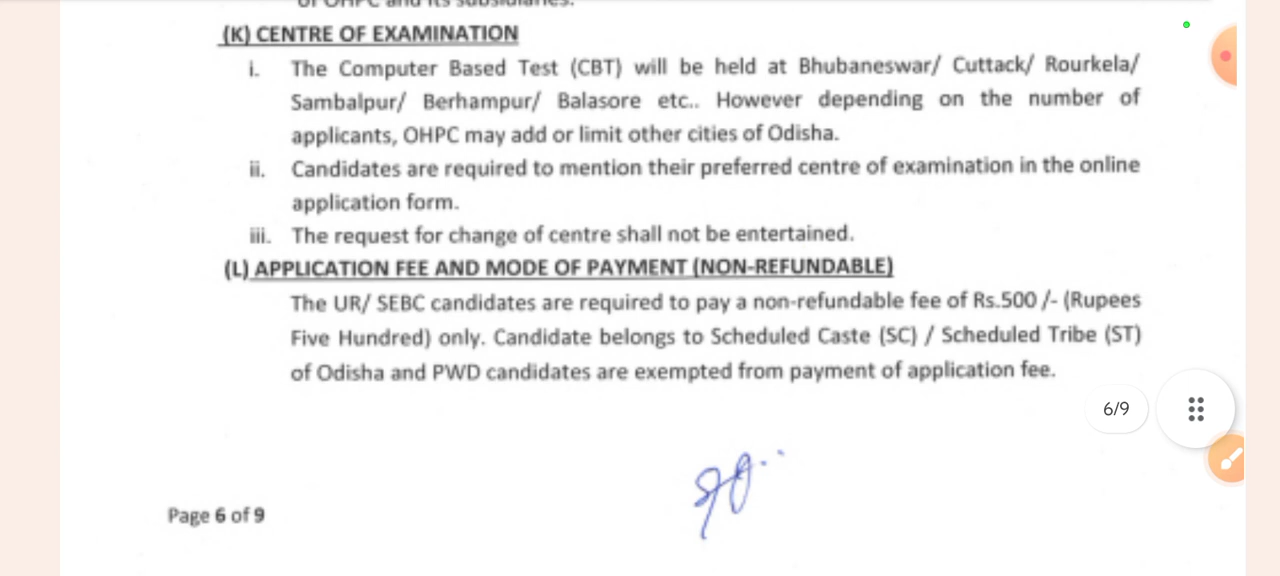 of OHPC and its subsidiaries.
(K) CENTRE OF EXAMINATION
i. The Computer Based Test (CBT) will be held at Bhubaneswar/ Cuttack/ Rourkela/
Sambalpur/ Berhampur/ Balasore etc.. However depending on the number of
applicants, OHPC may add or limit other cities of Odisha.
ii. Candidates are required to mention their preferred centre of examination in the online
application form.
iii. The request for change of centre shall not be entertained.
(L) APPLICATION FEE AND MODE OF PAYMENT (NON-REFUNDABLE)
The UR/ SEBC candidates are required to pay a non-refundable fee of Rs.500 /- (Rupees
Five Hundred) only. Candidate belongs to Scheduled Caste (SC) / Scheduled Tribe (ST)
of Odisha and PWD candidates are exempted from payment of application fee.
6/9
Page 6 of 9